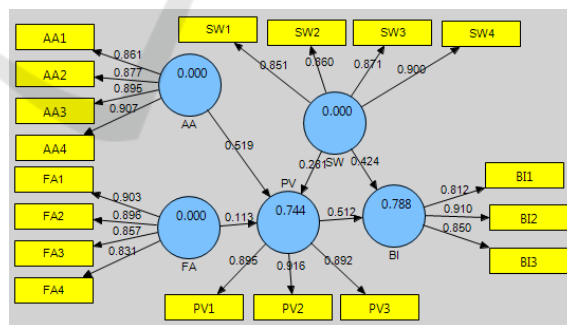 AA1
AA2
AA3
AA4
0.861
0.877
0.895
0.907
0.000
AA
0.519
SW1
SW2
SW3
SW4
0.851
0.860
0.871
0.900
0.000
SW
0.281
0.424
FA1
FA2
FA3
FA4
0.903
0.896
0.857
0.831
0.000
FA
0.113
PV
0.744
0.512
0.788
BI
0.812
0.910
0.850
BI1
BI2
BI3
0.895
0.916
0.892
PV1
PV2
PV3